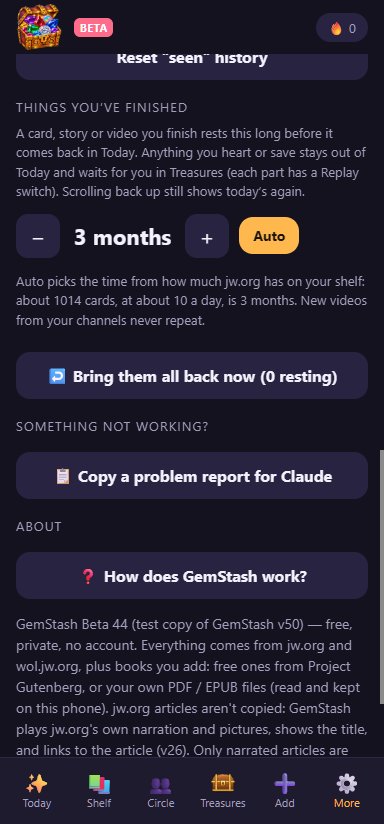 BETA
0
Reset "seen" history
THINGS YOU'VE FINISHED
A card, story or video you finish rests this long before it
comes back in Today. Anything you heart or save stays out of
Today and waits for you in Treasures (each part has a Replay
switch). Scrolling back up still shows today's again.
− 3 months + Auto
Auto picks the time from how much jw.org has on your shelf:
about 1014 cards, at about 10 a day, is 3 months. New videos
from your channels never repeat.
Bring them all back now (0 resting)
SOMETHING NOT WORKING?
Copy a problem report for Claude
ABOUT
❓ How does GemStash work?
GemStash Beta 44 (test copy of GemStash v50) — free,
private, no account. Everything comes from jw.org and
wol.jw.org, plus books you add: free ones from Project
Gutenberg, or your own PDF / EPUB files (read and kept
on this phone). jw.org articles aren't copied: GemStash
plays jw.org's own narration and pictures, shows the title,
and links to the article (v26). Only narrated articles are
Today Shelf Circle Treasures Add More